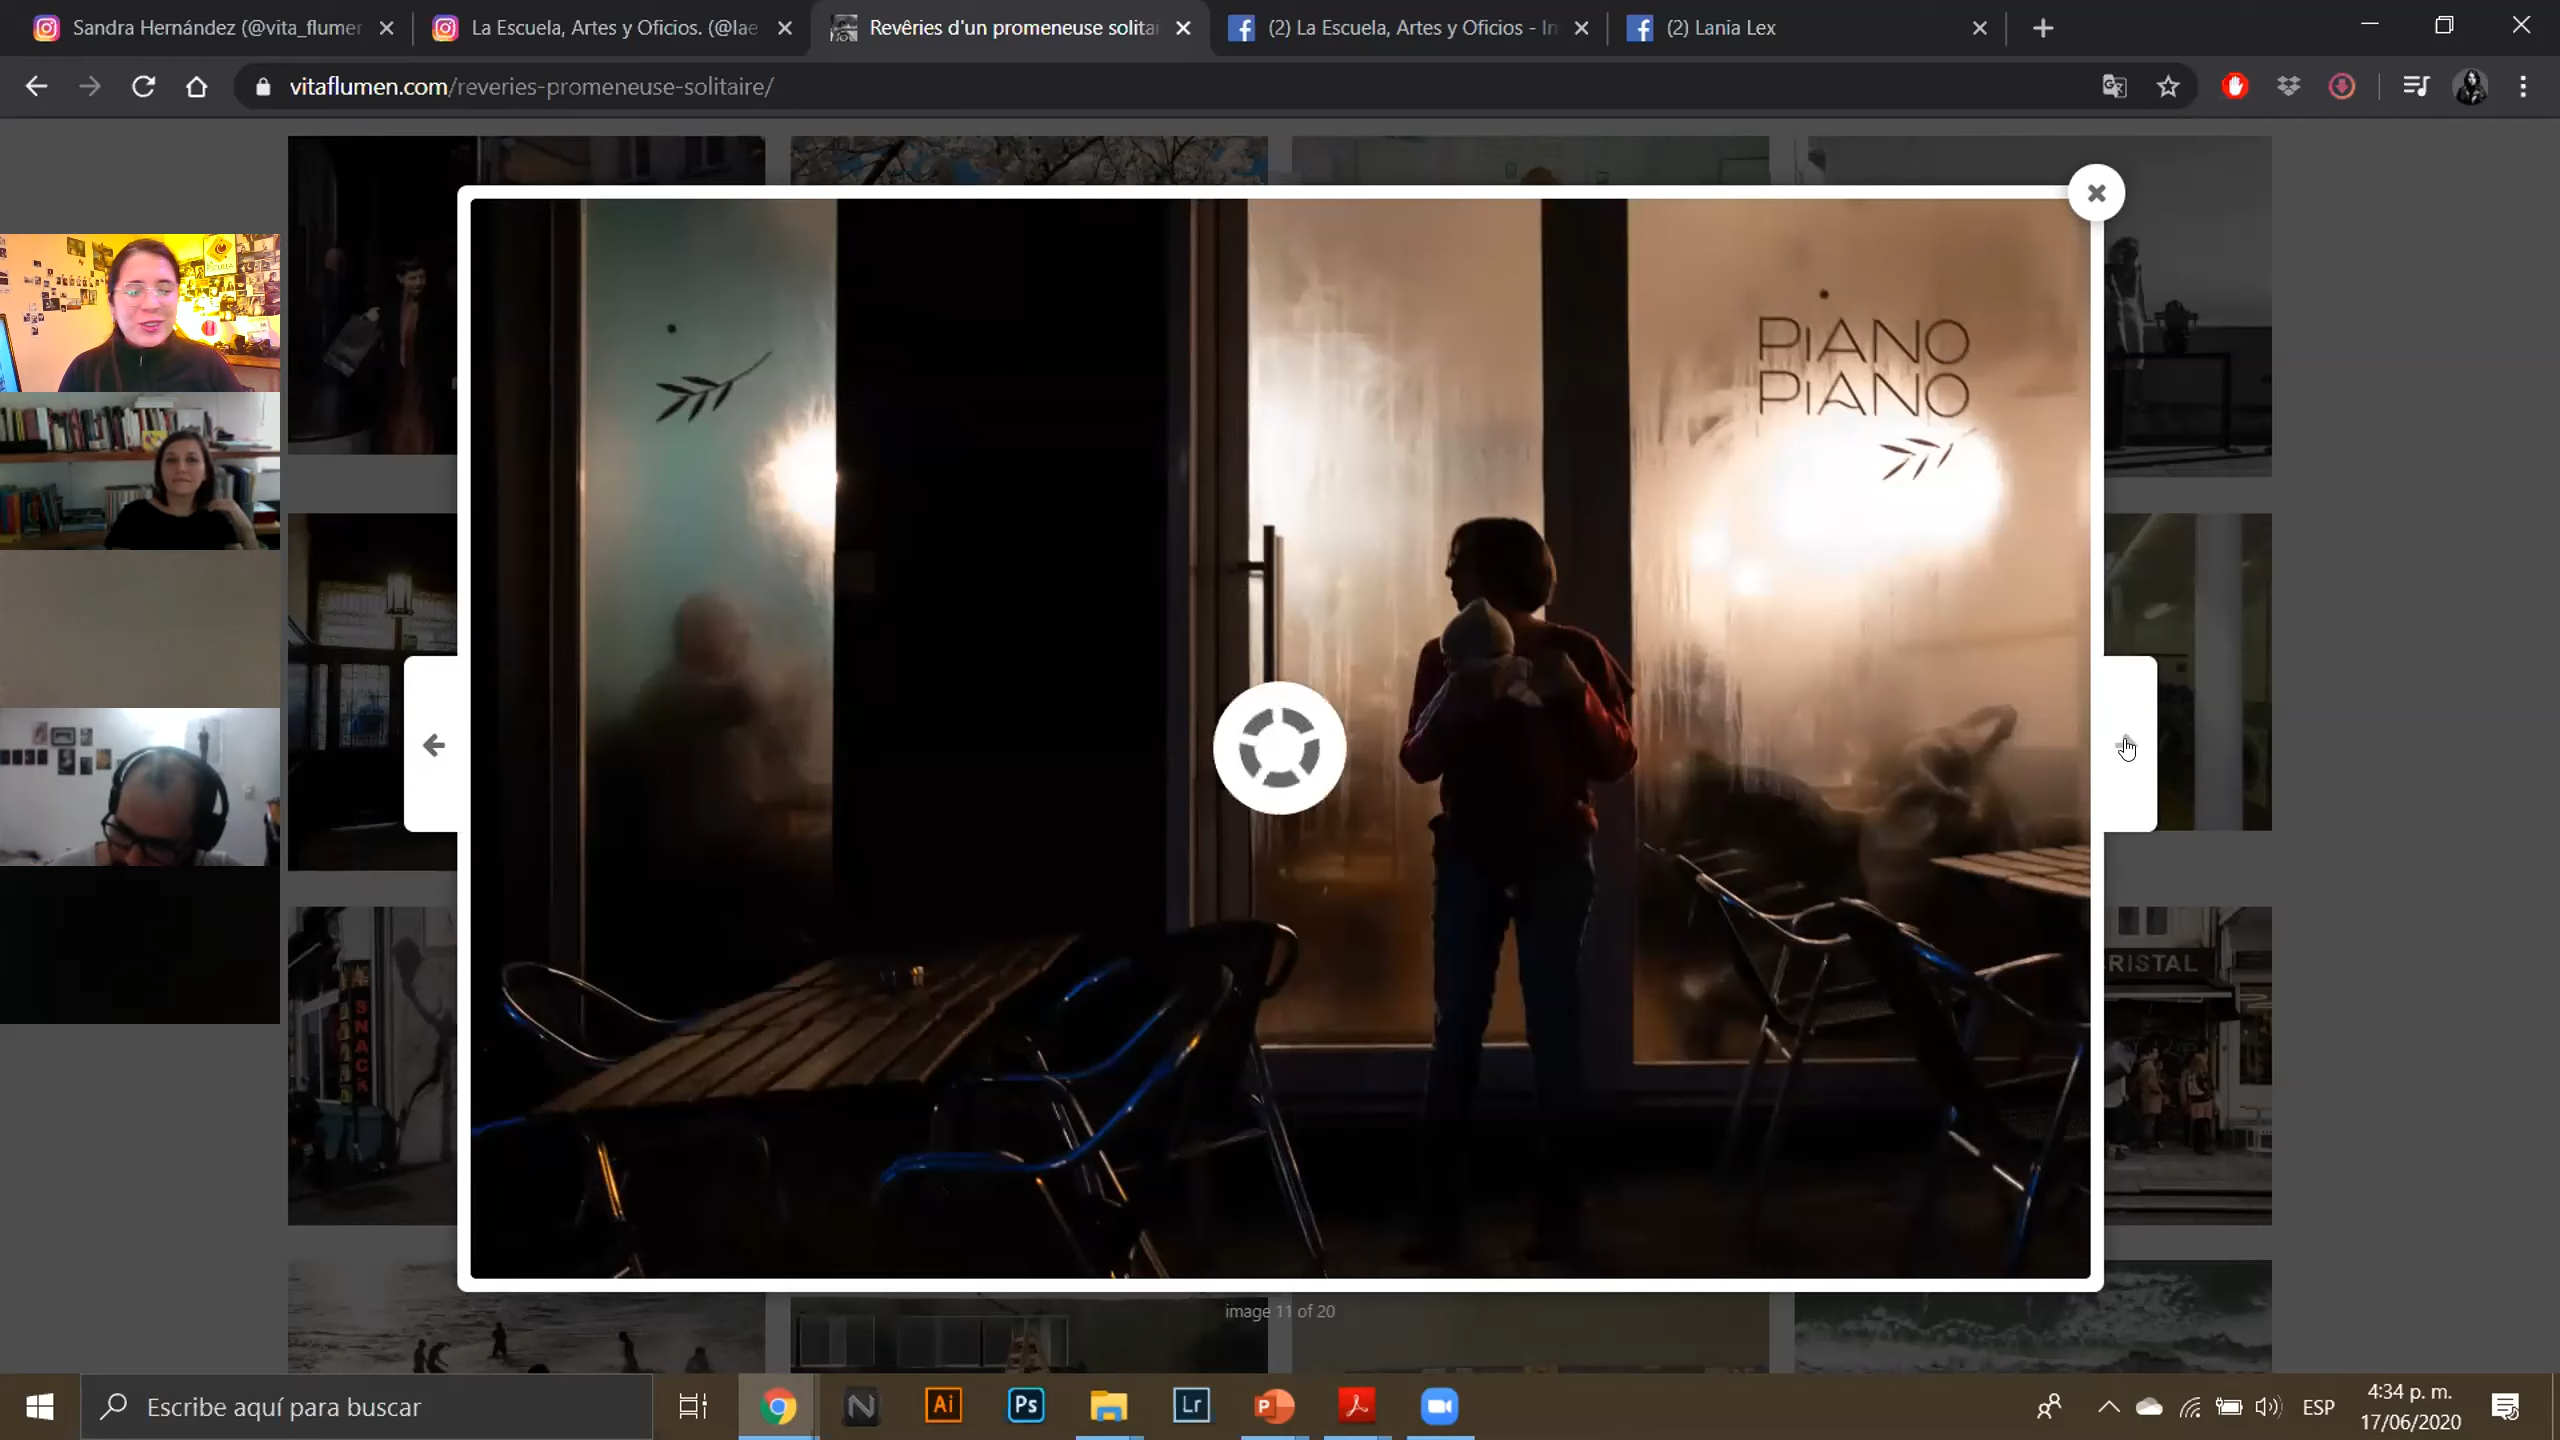 Sandra Hernández (@vita_flumer
La Escuela, Artes y Oficios. (@lae
Revêries d'un promeneuse solita
(2) La Escuela, Artes y Oficios - In
(2) Lania Lex
vitaflumen.com/reveries-promeneuse-solitaire/
PiANO
PiANO
SNACK
RISTAL
image 11 of 20
Escribe aquí para buscar
N
Ai
Ps
Lr
P
ESP
4:34 p. m.
17/06/2020